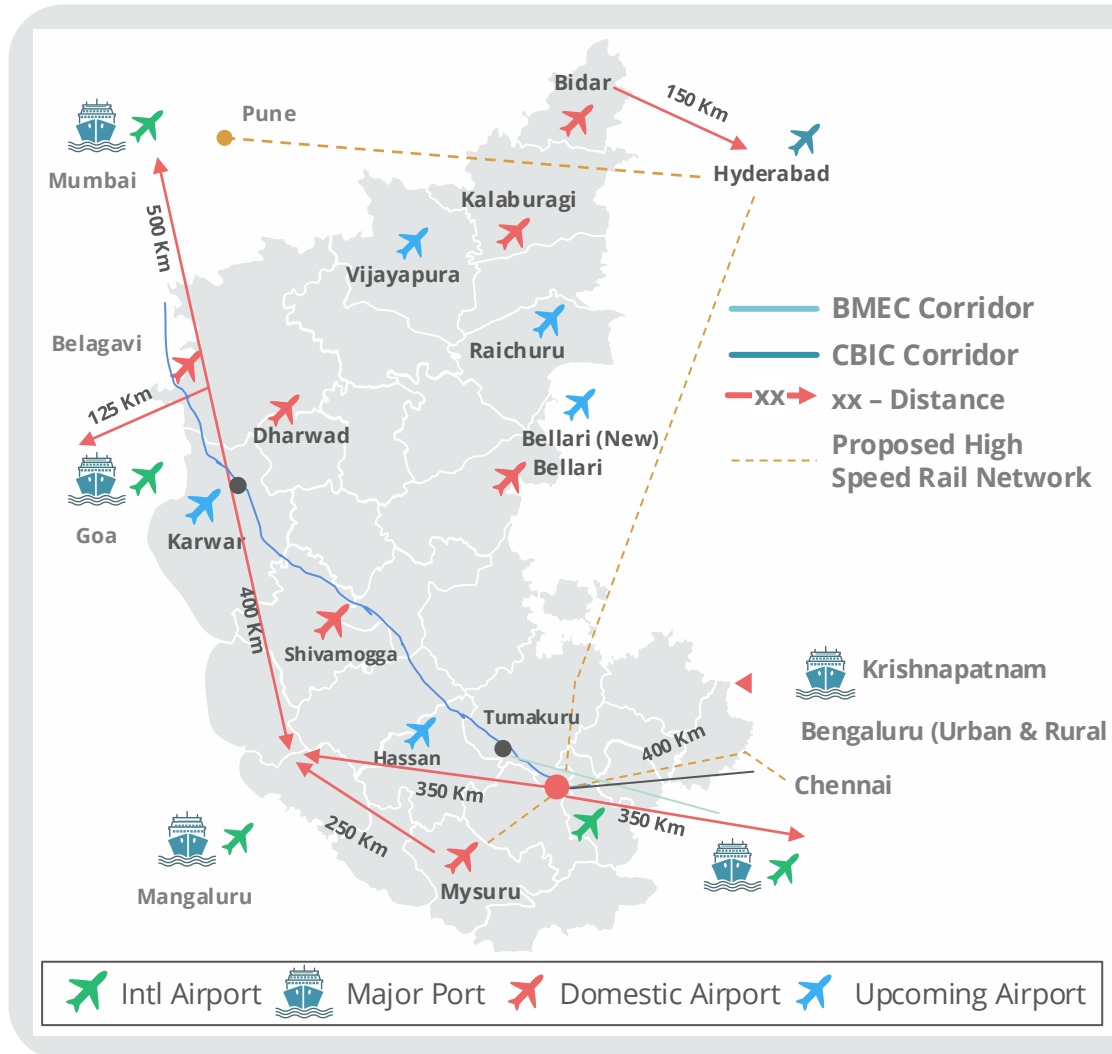 Bidar
150 Km
Pune
Mumbai
Hyderabad
Kalaburagi
500 Km
Vijayapura
BMEC Corridor
Belagavi
Raichuru
CBIC Corridor
125 Km
xx
xx – Distance
Dharwad
Bellari (New)
Bellari
Proposed High
Speed Rail Network
Goa
Karwar
400 Km
Shivamogga
Krishnapatnam
Tumakuru
Bengaluru (Urban & Rural
400 Km
Hassan
Chennai
350 Km
350 Km
250 Km
Mangaluru
Mysuru
Intl Airport
Major Port
Domestic Airport
Upcoming Airport